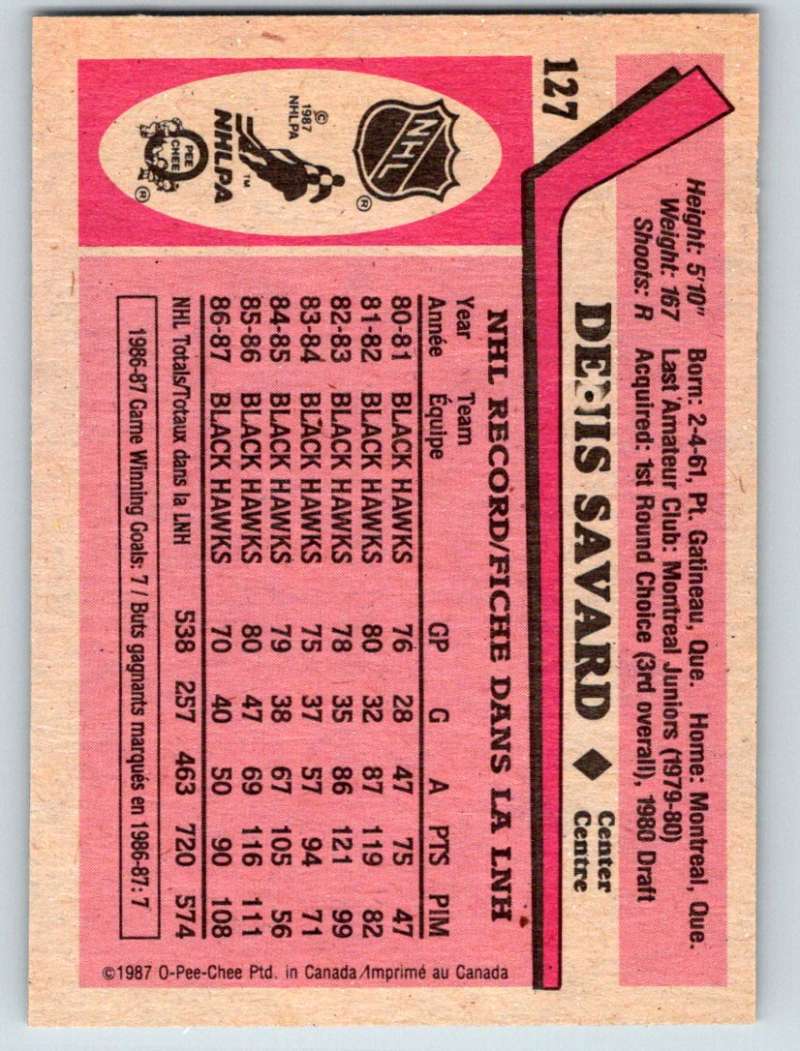 127
Height: 5'10" Born: 2-4-61, Pt. Gatineau, Que. Home: Montreal, Que.
Weight: 167 Last Amateur Club: Montreal Juniors (1979-80)
Shoots: R Acquired: 1st Round Choice (3rd overall), 1980 Draft
DENIS SAVARD ◆ Center
Centre
NHL
®
© 1987 NHLPA
NHLPA
™
O PEE CHEE
®
NHL RECORD/FICHE DANS LA LNH
Year Team GP G A PTS PIM
Année Équipe
80-81 BLACK HAWKS 76 28 47 75 47
81-82 BLACK HAWKS 80 32 87 119 82
82-83 BLACK HAWKS 78 35 86 121 99
83-84 BLACK HAWKS 75 37 57 94 71
84-85 BLACK HAWKS 79 38 67 105 56
85-86 BLACK HAWKS 80 47 69 116 111
86-87 BLACK HAWKS 70 40 50 90 108
NHL Totals/Totaux dans la LNH 538 257 463 720 574
1986-87 Game Winning Goals: 7 / Buts gagnants marqués en 1986-87: 7
©1987 O-Pee-Chee Ptd. in Canada/Imprimé au Canada